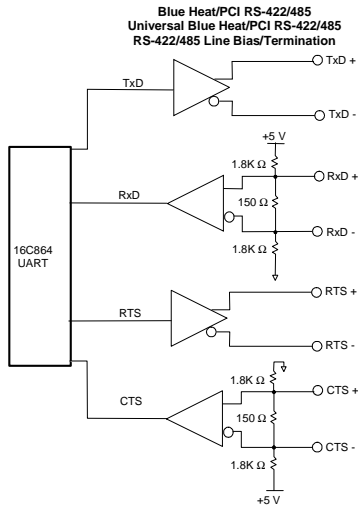 Blue Heat/PCI RS-422/485
Universal Blue Heat/PCI RS-422/485
RS-422/485 Line Bias/Termination
TxD
TxD +
TxD -
+5 V
1.8K Ω
RxD
RxD +
150 Ω
RxD -
1.8K Ω
16C864
UART
RTS
RTS +
RTS -
1.8K Ω
CTS
CTS +
150 Ω
CTS -
1.8K Ω
+5 V